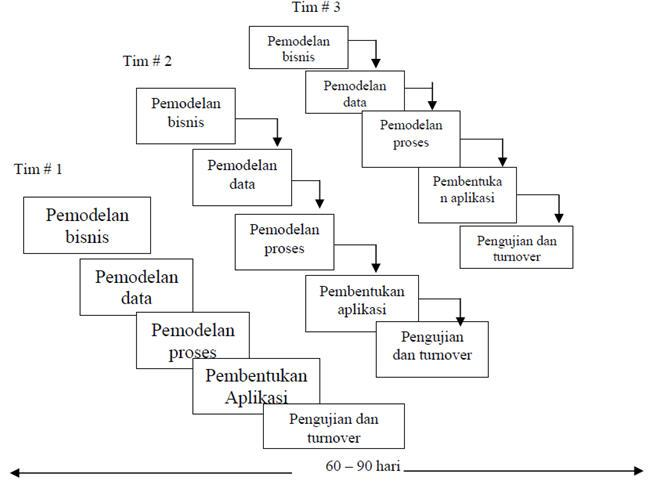 Tim # 3
Pemodelan
bisnis
Pemodelan
data
Pemodelan
proses
Pembentuka
n aplikasi
Pengujian dan
turnover
Tim # 2
Pemodelan
bisnis
Pemodelan
data
Pemodelan
proses
Pembentukan
aplikasi
Pengujian
dan turnover
Tim # 1
Pemodelan
bisnis
Pemodelan
data
Pemodelan
proses
Pembentukan
Aplikasi
Pengujian dan
turnover
60 – 90 hari